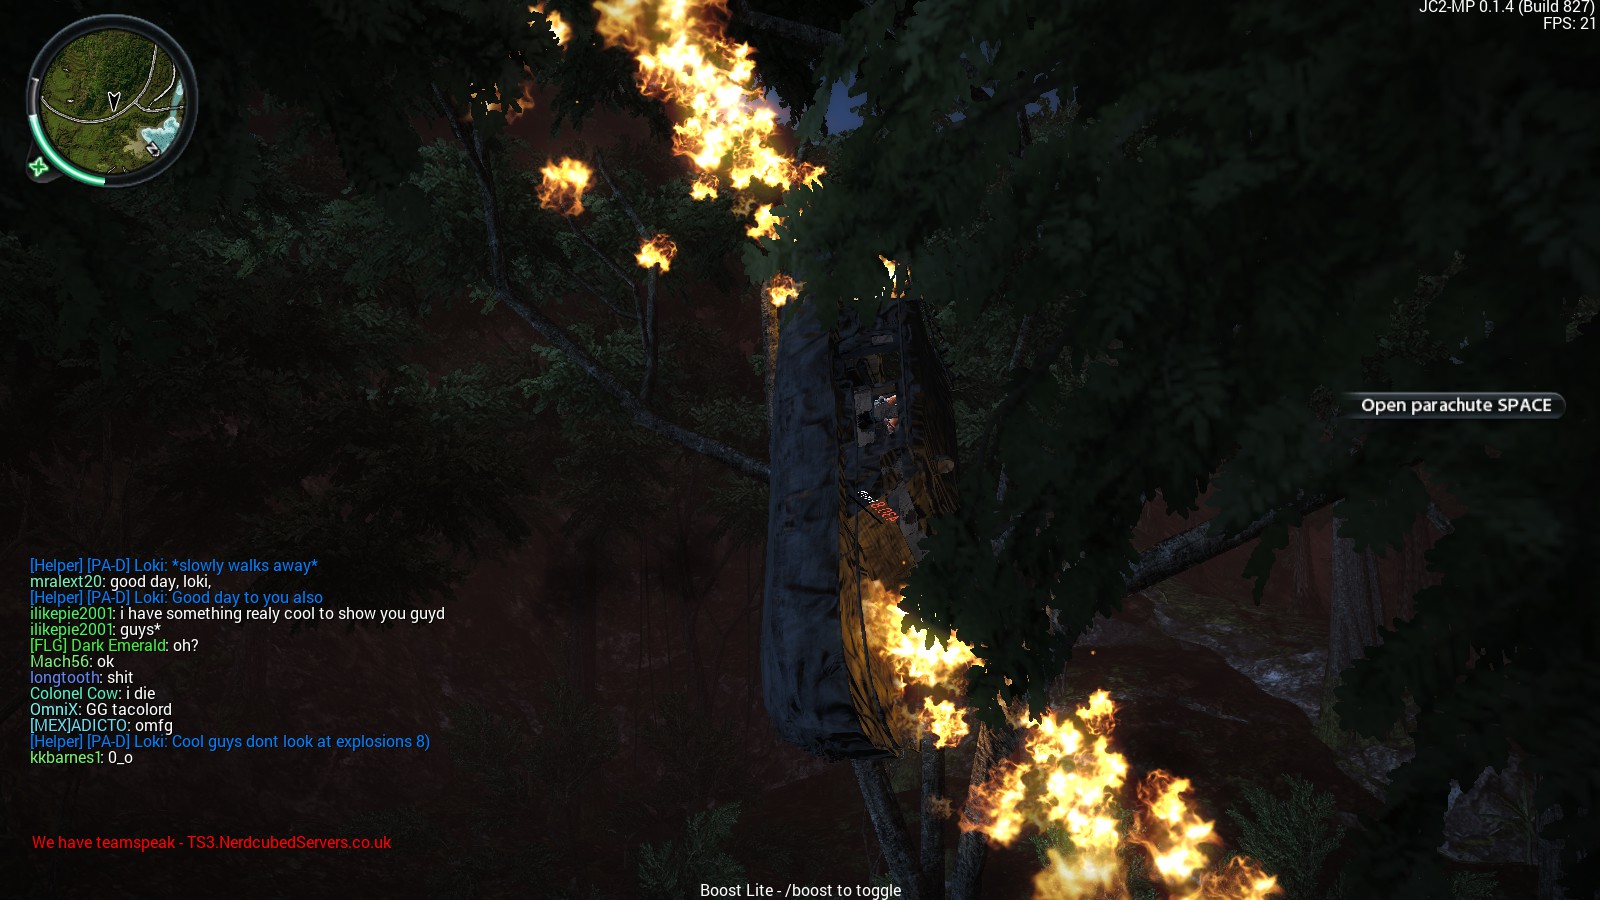 JC2-MP 0.1.4 (Build 827)
FPS: 21
Open parachute SPACE
[Helper] [PA-D] Loki: *slowly walks away*
mralext20: good day, loki,
[Helper] [PA-D] Loki: Good day to you also
ilikepie2001: i have something realy cool to show you guyd
ilikepie2001: guys*
[FLG] Dark Emerald: oh?
Mach56: ok
longtooth: shit
Colonel Cow: i die
OmniX: GG tacolord
[MEX]ADICTO: omfg
[Helper] [PA-D] Loki: Cool guys dont look at explosions 8)
kkbarnes1: 0_o
We have teamspeak - TS3.NerdcubedServers.co.uk
Boost Lite - /boost to toggle